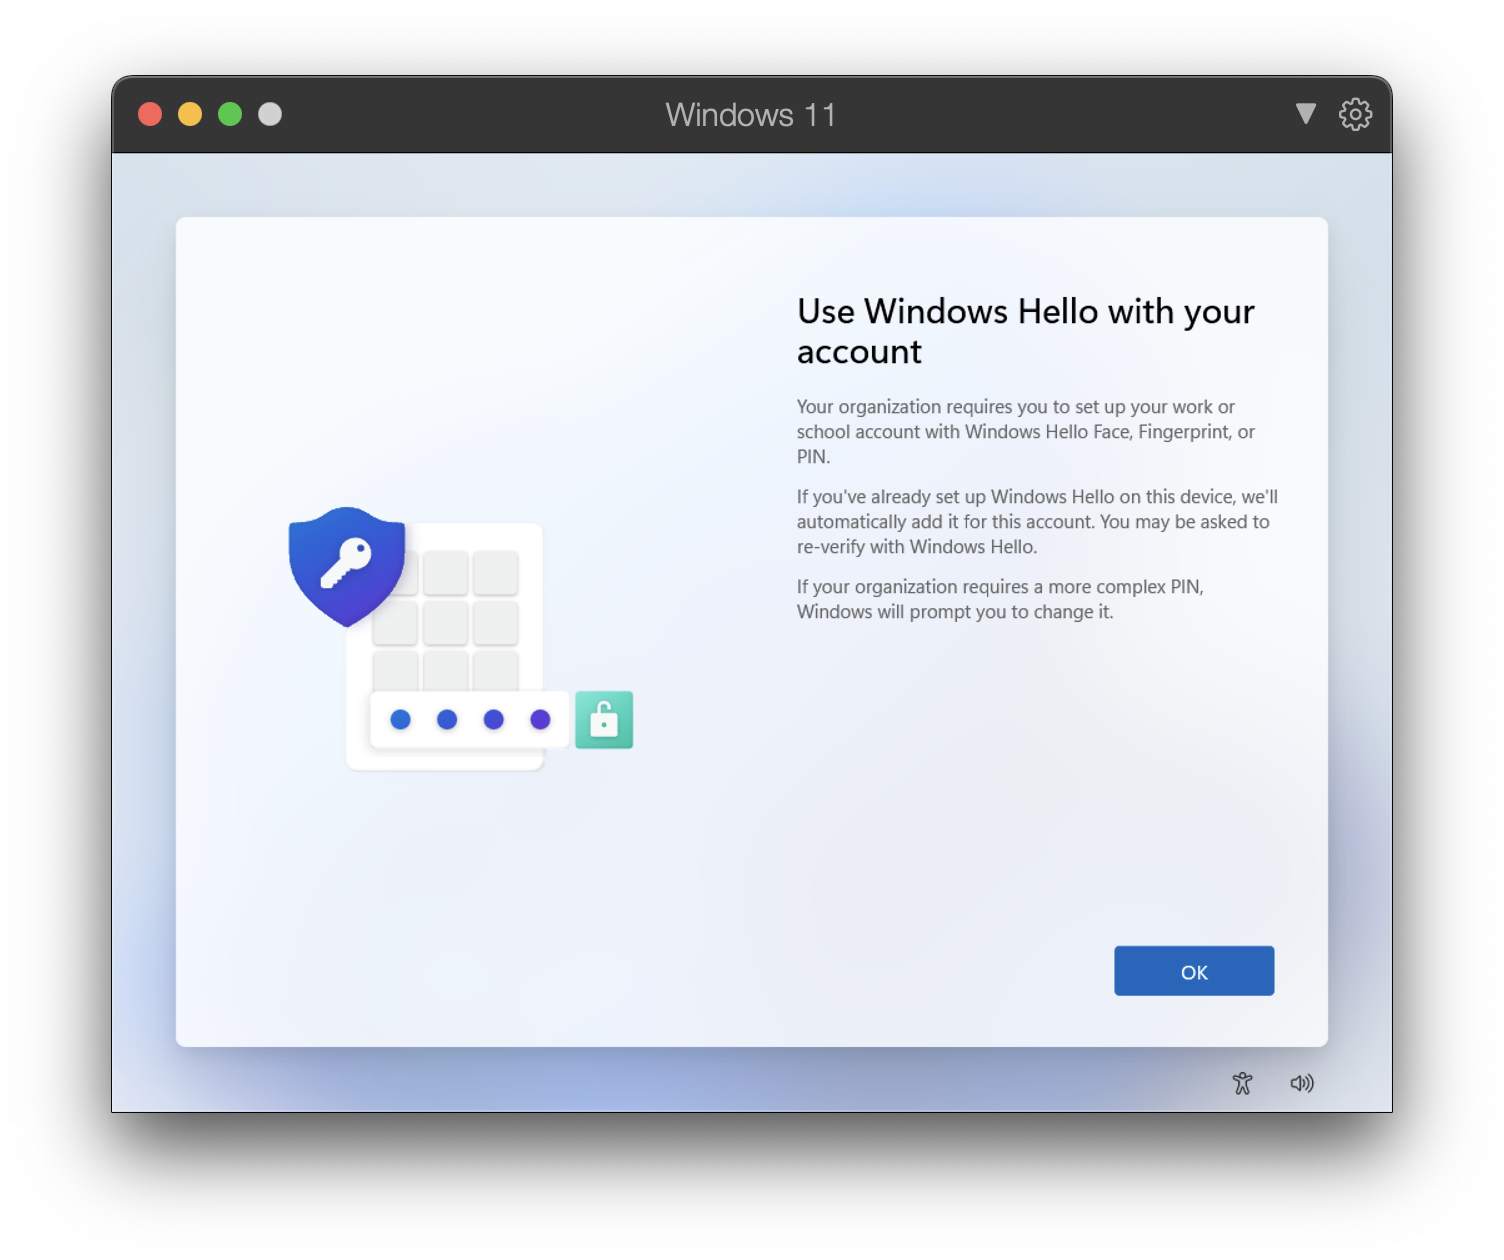 Windows 11
Use Windows Hello with your
account
Your organization requires you to set up your work or
school account with Windows Hello Face, Fingerprint, or
PIN.
If you've already set up Windows Hello on this device, we'll
automatically add it for this account. You may be asked to
re-verify with Windows Hello.
If your organization requires a more complex PIN,
Windows will prompt you to change it.
OK